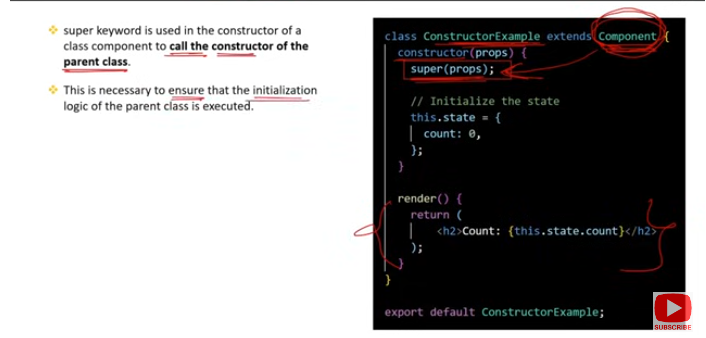 ❖ super keyword is used in the constructor of a
class component to call the constructor of the
parent class.
❖ This is necessary to ensure that the initialization
logic of the parent class is executed.
class ConstructorExample extends Component {
constructor(props) {
super(props);
// Initialize the state
this.state = {
count: 0,
};
}
render() {
return (
<h2>Count: {this.state.count}</h2>
);
}
}
export default ConstructorExample;
SUBSCRIBE